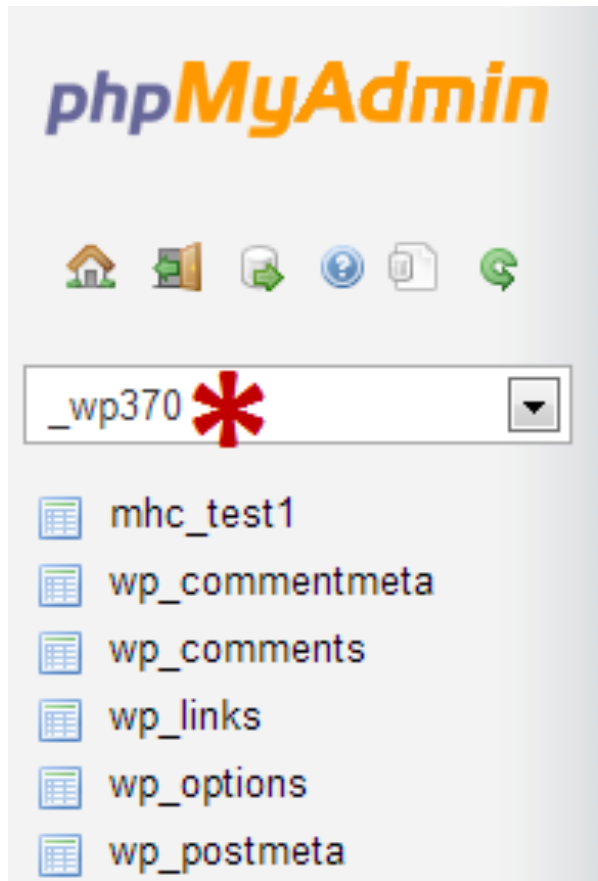 phpMyAdmin
_wp370 *
mhc_test1
wp_commentmeta
wp_comments
wp_links
wp_options
wp_postmeta